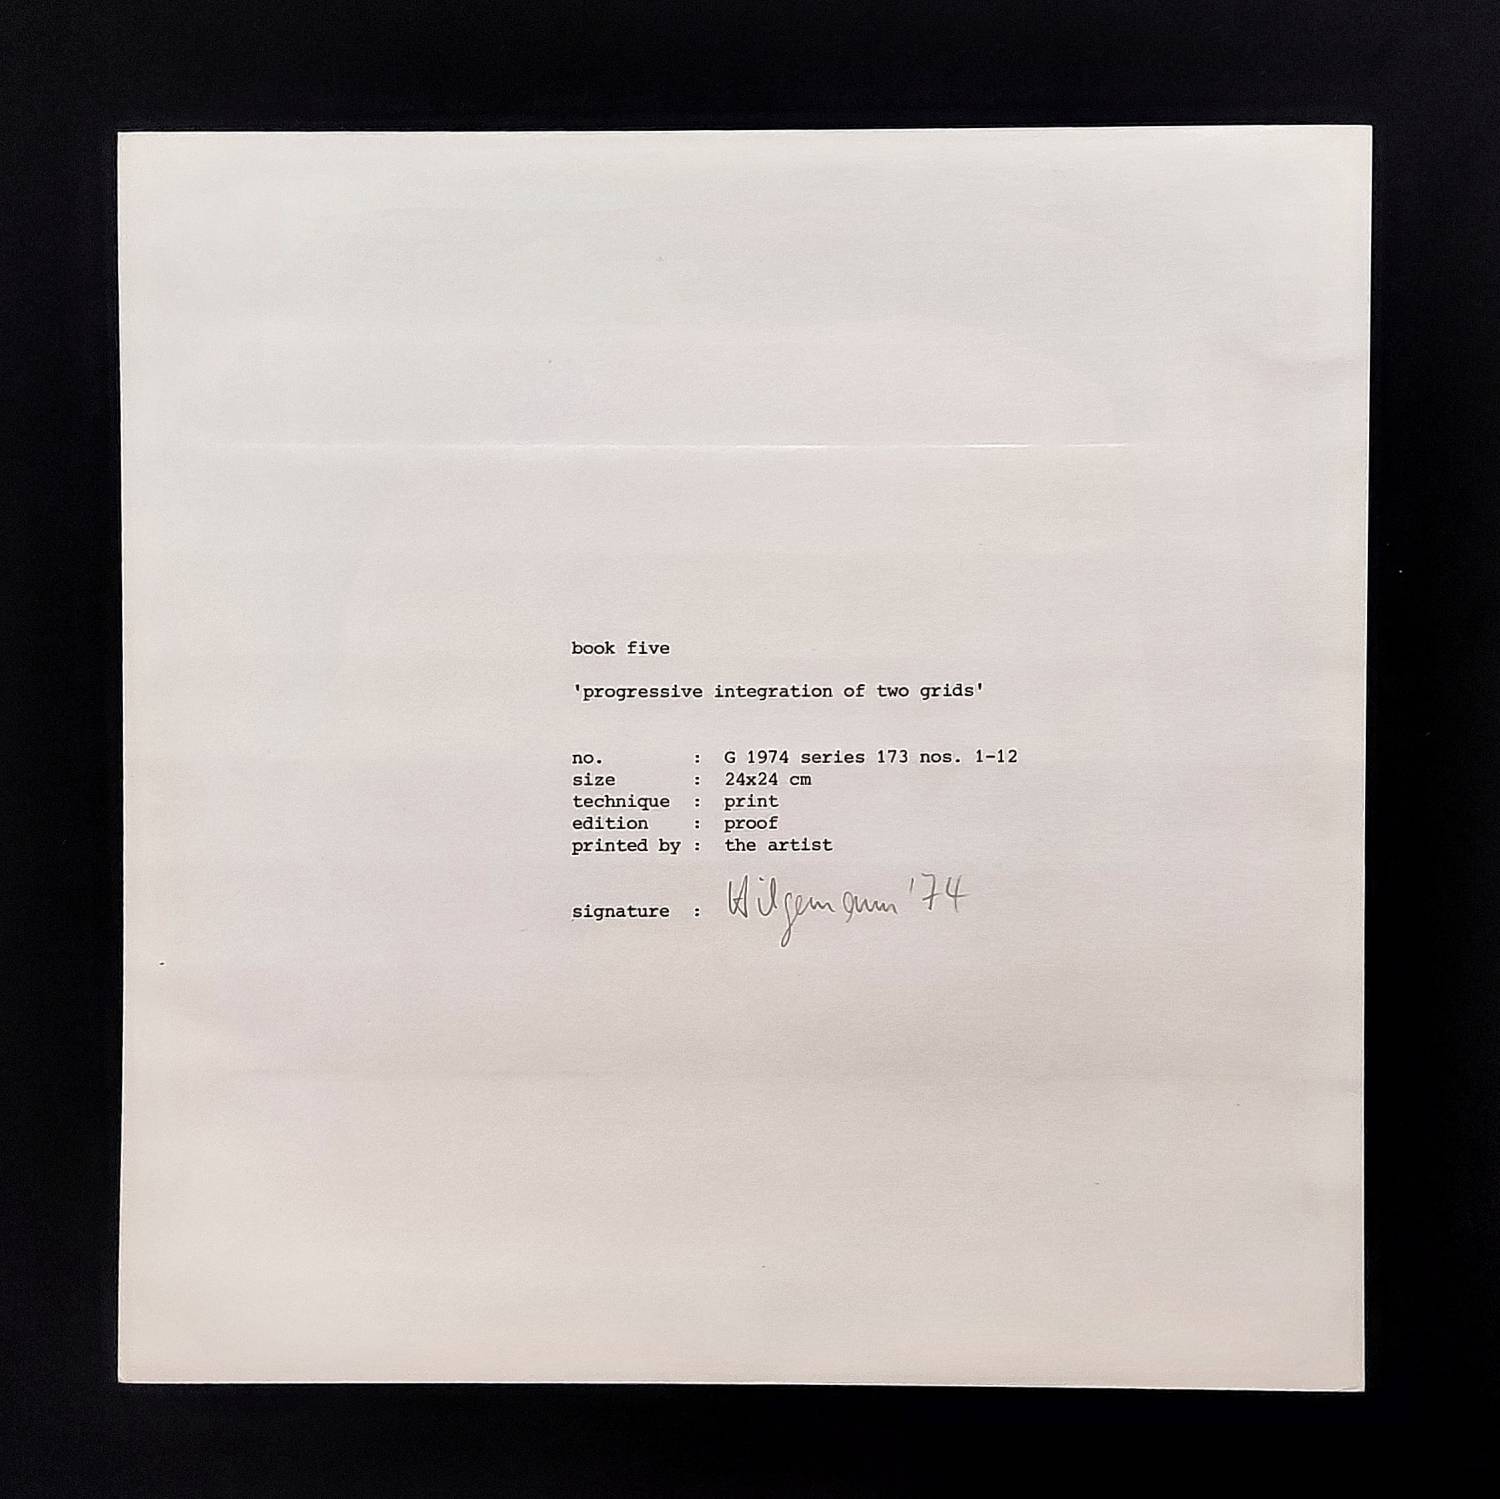 book five
'progressive integration of two grids'
no. : G 1974 series 173 nos. 1-12
size : 24x24 cm
technique : print
edition : proof
printed by : the artist
signature : Hilgemann '74